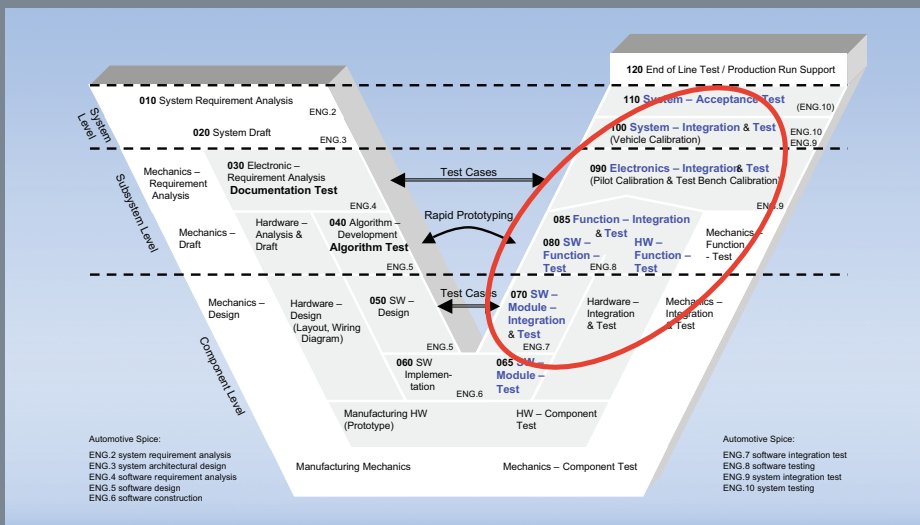 120 End of Line Test / Production Run Support
010 System Requirement Analysis
ENG.2
020 System Draft
ENG.3
System
Level
110 System – Acceptance Test
(ENG.10)
100 System – Integration & Test
(Vehicle Calibration)
ENG.10
ENG.9
Mechanics –
Requirement
Analysis
030 Electronic –
Requirement Analysis
Documentation Test
ENG.4
Test Cases
090 Electronics – Integration & Test
(Pilot Calibration & Test Bench Calibration)
ENG.9
Subsystem Level
Mechanics –
Draft
Hardware –
Analysis &
Draft
040 Algorithm –
Development
Algorithm Test
ENG.5
Rapid Prototyping
085 Function – Integration
& Test
080 SW –
Function –
Test
ENG.8
HW –
Function –
Test
Mechanics –
Function
- Test
Mechanics –
Design
Hardware –
Design
(Layout, Wiring
Diagram)
050 SW –
Design
ENG.5
Test Cases
070 SW –
Module –
Integration
& Test
ENG.7
Hardware –
Integration
& Test
Mechanics –
Integration
& Test
Component Level
060 SW
Implemen-
tation
ENG.6
065 SW –
Module –
Test
Manufacturing HW
(Prototype)
HW – Component
Test
Manufacturing Mechanics
Mechanics – Component Test
Automotive Spice:
ENG.2 system requirement analysis
ENG.3 system architectural design
ENG.4 software requirement analysis
ENG.5 software design
ENG.6 software construction
Automotive Spice:
ENG.7 software integration test
ENG.8 software testing
ENG.9 system integration test
ENG.10 system testing